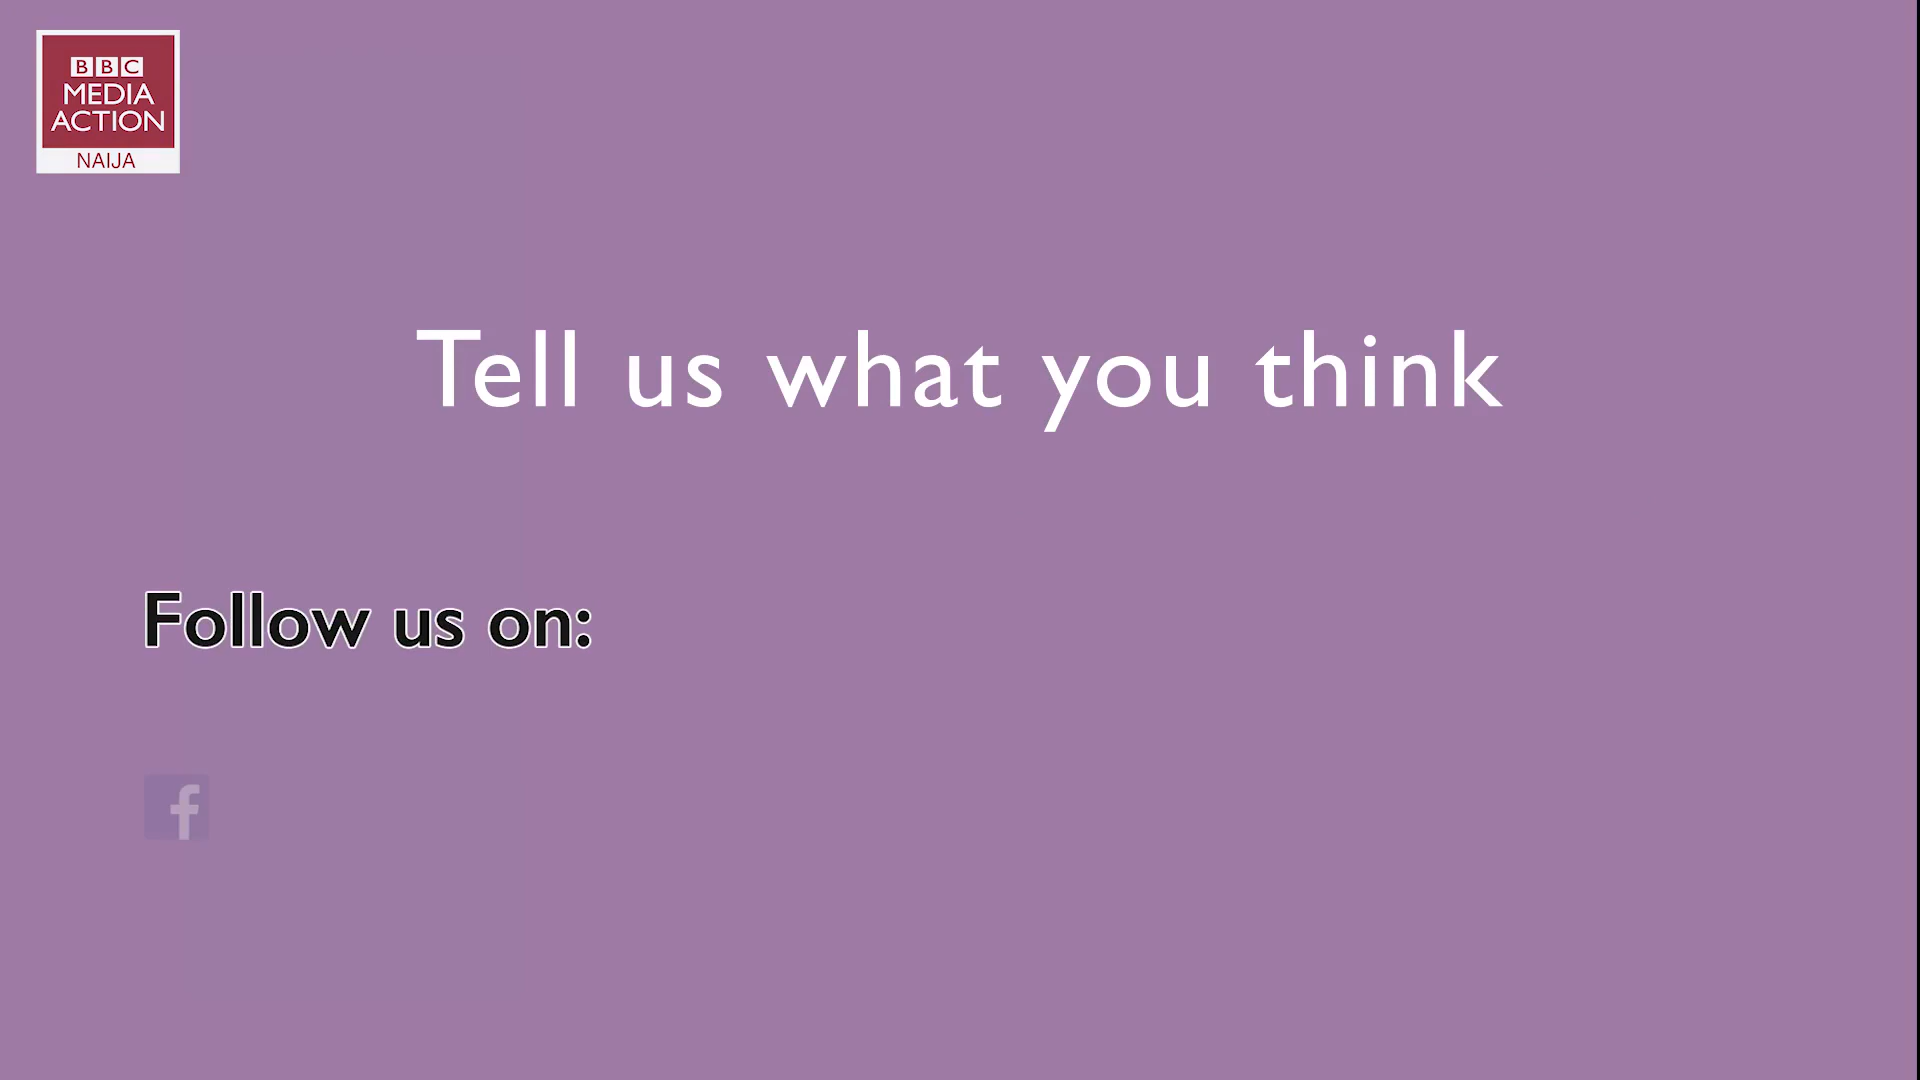 BBC
MEDIA
ACTION
NAIJA
Tell us what you think
Follow us on:
f